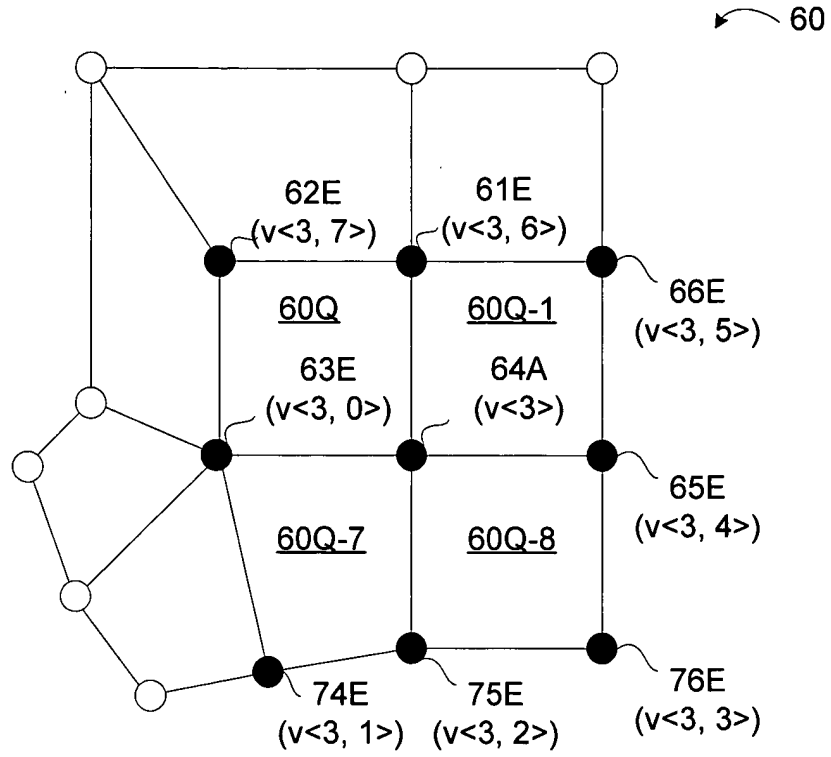 60
62E
(v<3, 7>)
61E
(v<3, 6>)
60Q
60Q-1
66E
(v<3, 5>)
63E
(v<3, 0>)
64A
(v<3>)
65E
(v<3, 4>)
60Q-7
60Q-8
74E
(v<3, 1>)
75E
(v<3, 2>)
76E
(v<3, 3>)